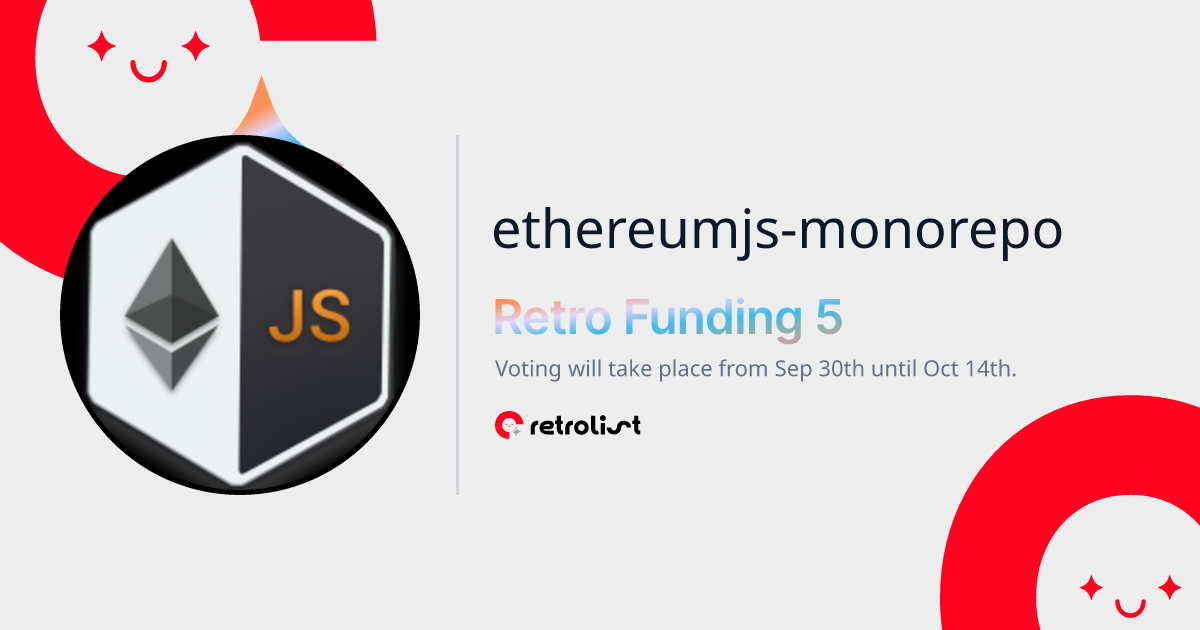 JS
ethereumjs-monorepo
Retro Funding 5
Voting will take place from Sep 30th until Oct 14th.
retrolist